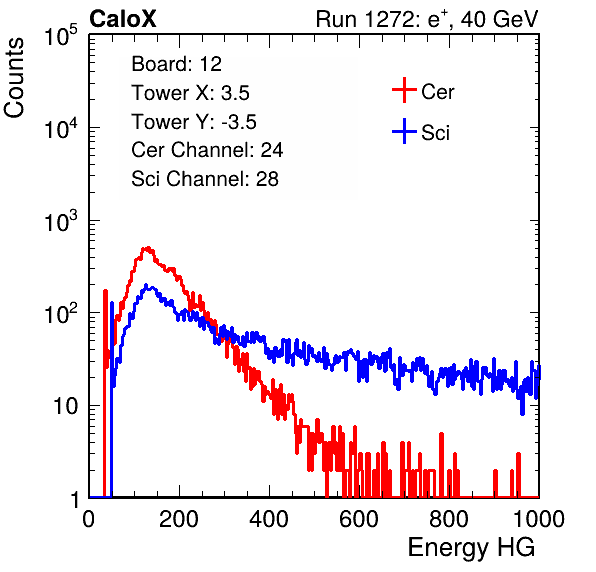 CaloX Run 1272: e⁺, 40 GeV
Counts
Board: 12
Tower X: 3.5
Tower Y: -3.5
Cer Channel: 24
Sci Channel: 28
Cer
Sci
10⁵
10⁴
10³
10²
10
1
0 200 400 600 800 1000
Energy HG